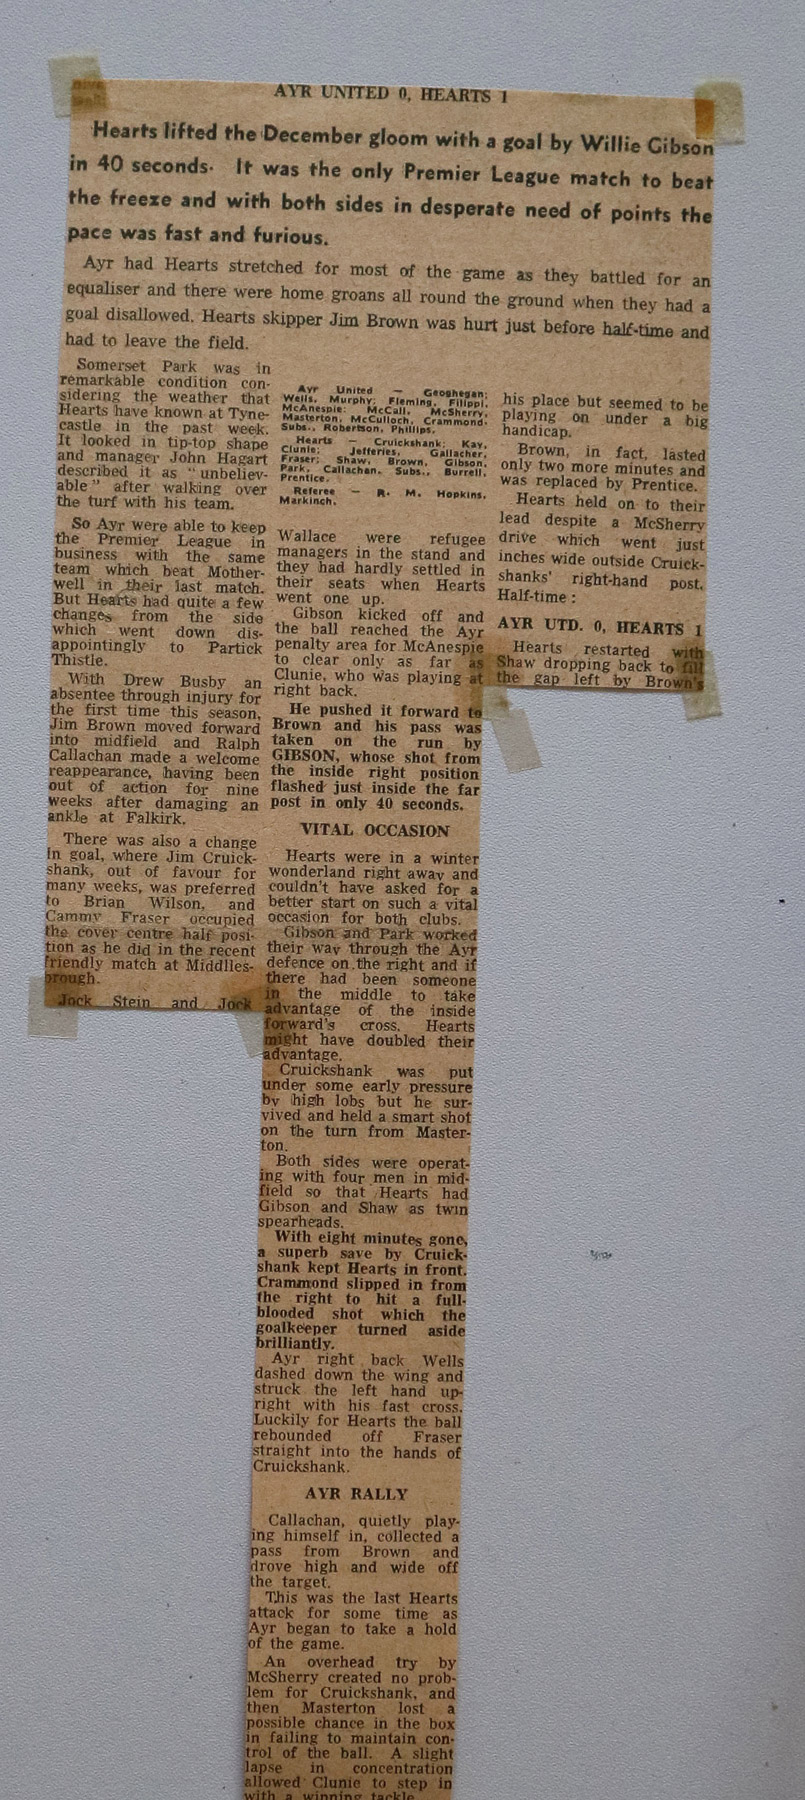 AYR UNITED 0, HEARTS 1
Hearts lifted the December gloom with a goal by Willie Gibson
in 40 seconds. It was the only Premier League match to beat
the freeze and with both sides in desperate need of points the
pace was fast and furious.
Ayr had Hearts stretched for most of the game as they battled for an
equaliser and there were home groans all round the ground when they had a
goal disallowed. Hearts skipper Jim Brown was hurt just before half-time and
had to leave the field.
Somerset Park was in
remarkable condition con-
sidering the weather that
Hearts have known at Tyne-
castle in the past week.
It looked in tip-top shape
and manager John Hagart
described it as "unbeliev-
able" after walking over
the turf with his team.
So Ayr were able to keep
the Premier League in
business with the same
team which beat Mother-
well in their last match.
But Hearts had quite a few
changes from the side
which went down dis-
appointingly to Partick
Thistle.
With Drew Busby an
absentee through injury for
the first time this season,
Jim Brown moved forward
into midfield and Ralph
Callachan made a welcome
reappearance, having been
out of action for nine
weeks after damaging an
ankle at Falkirk.
There was also a change
in goal, where Jim Cruick-
shank, out of favour for
many weeks, was preferred
to Brian Wilson, and
Cammy Fraser occupied
the cover centre half posi-
tion as he did in the recent
friendly match at Middlles-
brough.
Jock Stein and Jock
Ayr United — Geoghegan;
Wells, Murphy; Fleming, Filippi,
McAnespie; McCall, McSherry,
Masterton, McCulloch, Crammond.
Subs., Robertson, Phillips.
Hearts — Cruickshank; Kay,
Clunie; Jefferies, Gallacher,
Fraser; Shaw, Brown, Gibson,
Park, Callachan. Subs., Burrell,
Prentice.
Referee — R. M. Hopkins,
Markinch.
Wallace were refugee
managers in the stand and
they had hardly settled in
their seats when Hearts
went one up.
Gibson kicked off and
the ball reached the Ayr
penalty area for McAnespie
to clear only as far as
Clunie, who was playing at
right back.
He pushed it forward to
Brown and his pass was
taken on the run by
GIBSON, whose shot from
the inside right position
flashed just inside the far
post in only 40 seconds.
VITAL OCCASION
Hearts were in a winter
wonderland right away and
couldn't have asked for a
better start on such a vital
occasion for both clubs.
Gibson and Park worked
their way through the Ayr
defence on the right and if
there had been someone
in the middle to take
advantage of the inside
forward's cross. Hearts
might have doubled their
advantage.
Cruickshank was put
under some early pressure
by high lobs but he sur-
vived and held a smart shot
on the turn from Master-
ton.
Both sides were operat-
ing with four men in mid-
field so that Hearts had
Gibson and Shaw as twin
spearheads.
With eight minutes gone,
a superb save by Cruick-
shank kept Hearts in front.
Crammond slipped in from
the right to hit a full-
blooded shot which the
goalkeeper turned aside
brilliantly.
Ayr right back Wells
dashed down the wing and
struck the left hand up-
right with his fast cross.
Luckily for Hearts the ball
rebounded off Fraser
straight into the hands of
Cruickshank.
AYR RALLY
Callachan, quietly play-
ing himself in, collected a
pass from Brown and
drove high and wide off
the target.
This was the last Hearts
attack for some time as
Ayr began to take a hold
of the game.
An overhead try by
McSherry created no prob-
lem for Cruickshank, and
then Masterton lost a
possible chance in the box
in failing to maintain con-
trol of the ball. A slight
lapse in concentration
allowed Clunie to step in
with a winning tackle.
his place but seemed to be
playing on under a big
handicap.
Brown, in fact, lasted
only two more minutes and
was replaced by Prentice.
Hearts held on to their
lead despite a McSherry
drive which went just
inches wide outside Cruick-
shanks' right-hand post.
Half-time:
AYR UTD. 0, HEARTS 1
Hearts restarted with
Shaw dropping back to fill
the gap left by Brown's